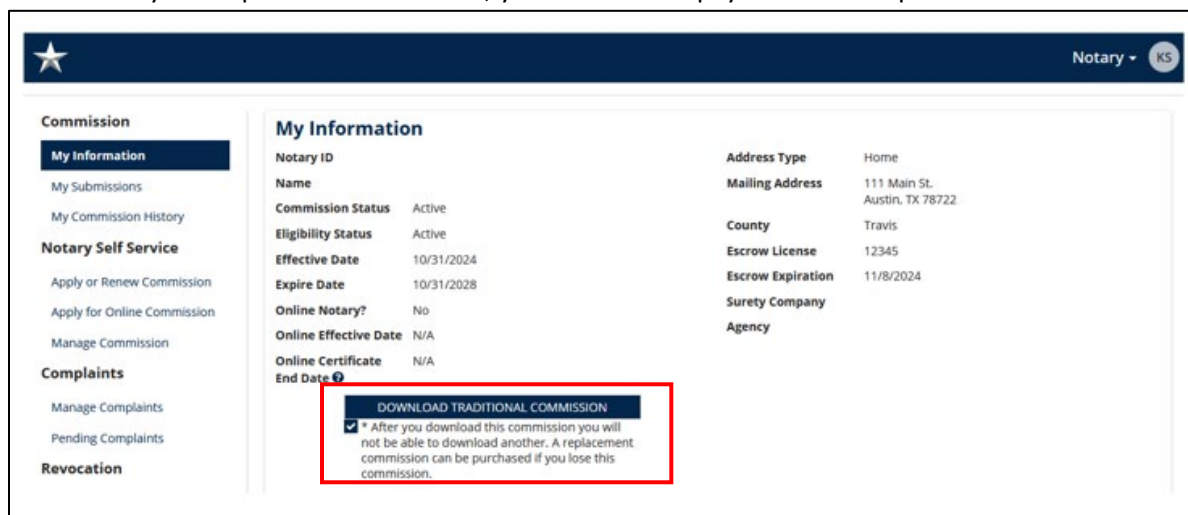 Notary
KS
Commission
My Information
My Submissions
My Commission History
Notary Self Service
Apply or Renew Commission
Apply for Online Commission
Manage Commission
Complaints
Manage Complaints
Pending Complaints
Revocation
My Information
Notary ID
Name
Commission Status Active
Eligibility Status Active
Effective Date 10/31/2024
Expire Date 10/31/2028
Online Notary? No
Online Effective Date N/A
Online Certificate N/A
End Date
DOWNLOAD TRADITIONAL COMMISSION
* After you download this commission you will
not be able to download another. A replacement
commission can be purchased if you lose this
commission.
Address Type Home
Mailing Address 111 Main St.
Austin, TX 78722
County Travis
Escrow License 12345
Escrow Expiration 11/8/2024
Surety Company
Agency